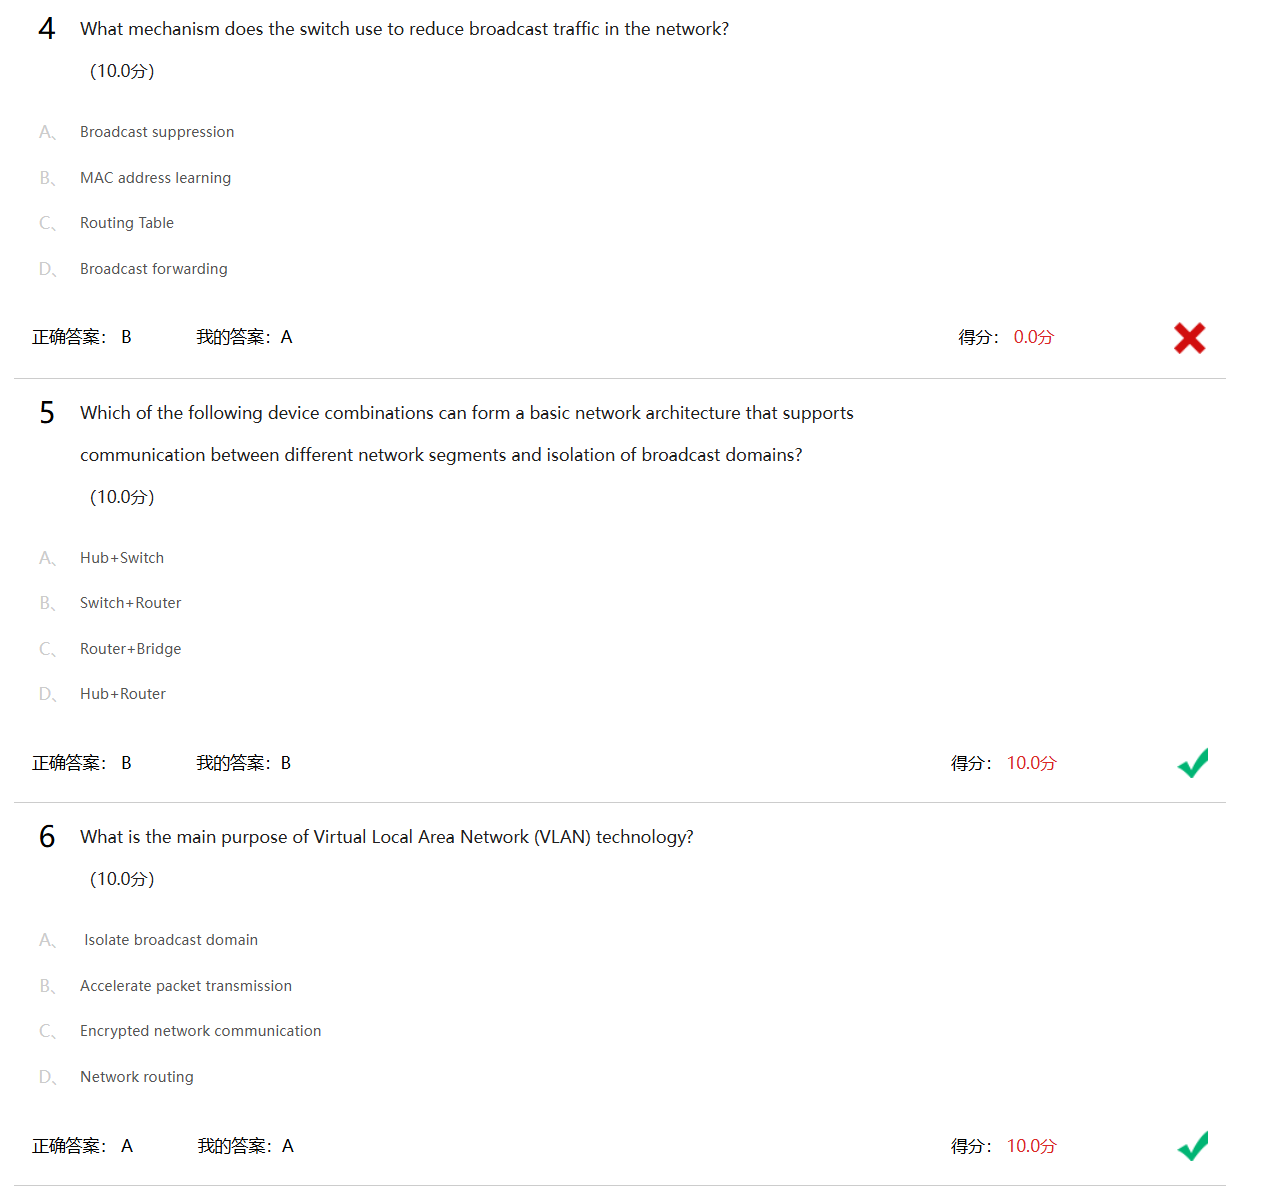 4 What mechanism does the switch use to reduce broadcast traffic in the network?
(10.0分)
A、 Broadcast suppression
B、 MAC address learning
C、 Routing Table
D、 Broadcast forwarding
正确答案： B 我的答案：A 得分： 0.0分
5 Which of the following device combinations can form a basic network architecture that supports
communication between different network segments and isolation of broadcast domains?
(10.0分)
A、 Hub+Switch
B、 Switch+Router
C、 Router+Bridge
D、 Hub+Router
正确答案： B 我的答案：B 得分： 10.0分
6 What is the main purpose of Virtual Local Area Network (VLAN) technology?
(10.0分)
A、 Isolate broadcast domain
B、 Accelerate packet transmission
C、 Encrypted network communication
D、 Network routing
正确答案： A 我的答案：A 得分： 10.0分